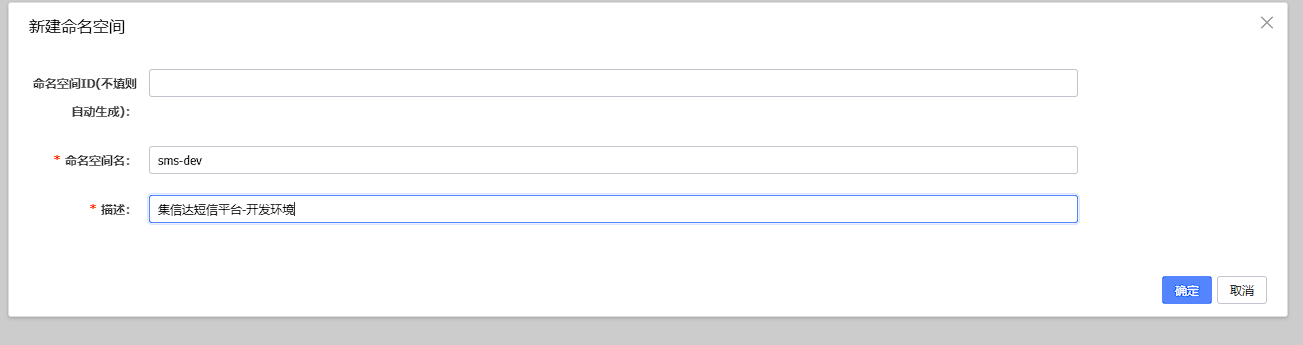 新建命名空间
命名空间ID(不填则
自动生成)：
* 命名空间名： sms-dev
* 描述： 集信达短信平台-开发环境
确定 取消